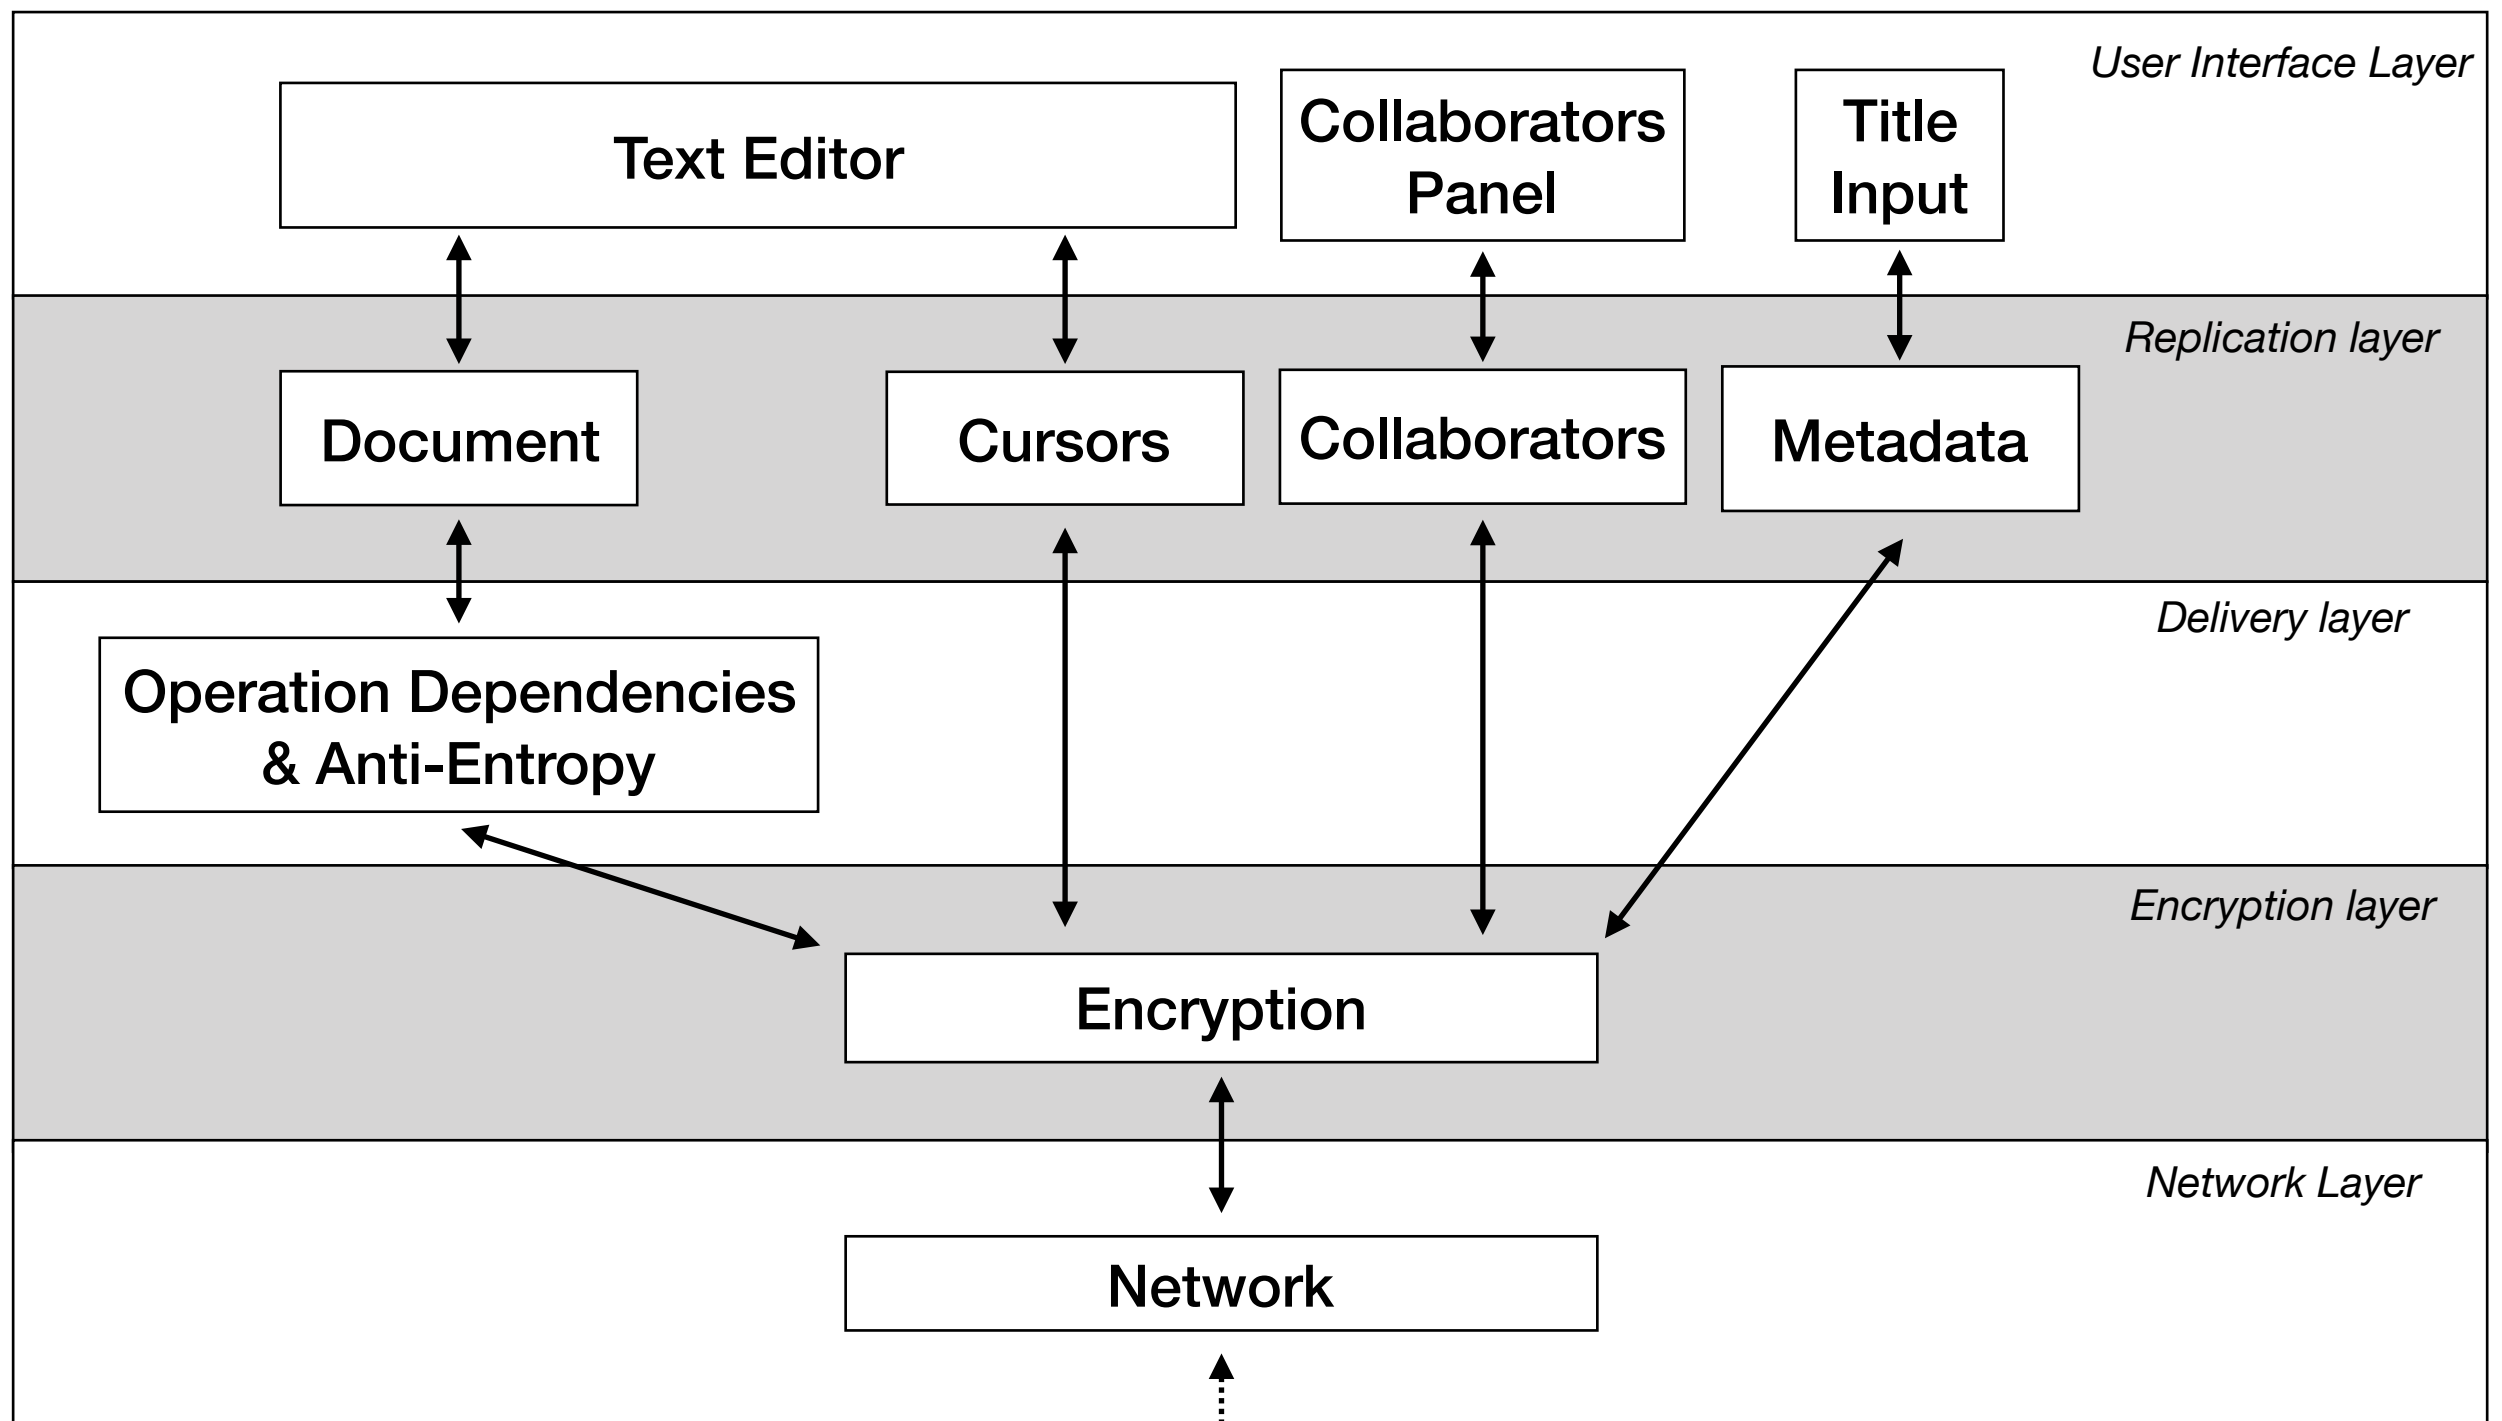 User Interface Layer
Text Editor
Collaborators
Panel
Title
Input
Replication layer
Document
Cursors
Collaborators
Metadata
Delivery layer
Operation Dependencies
& Anti-Entropy
Encryption layer
Encryption
Network Layer
Network